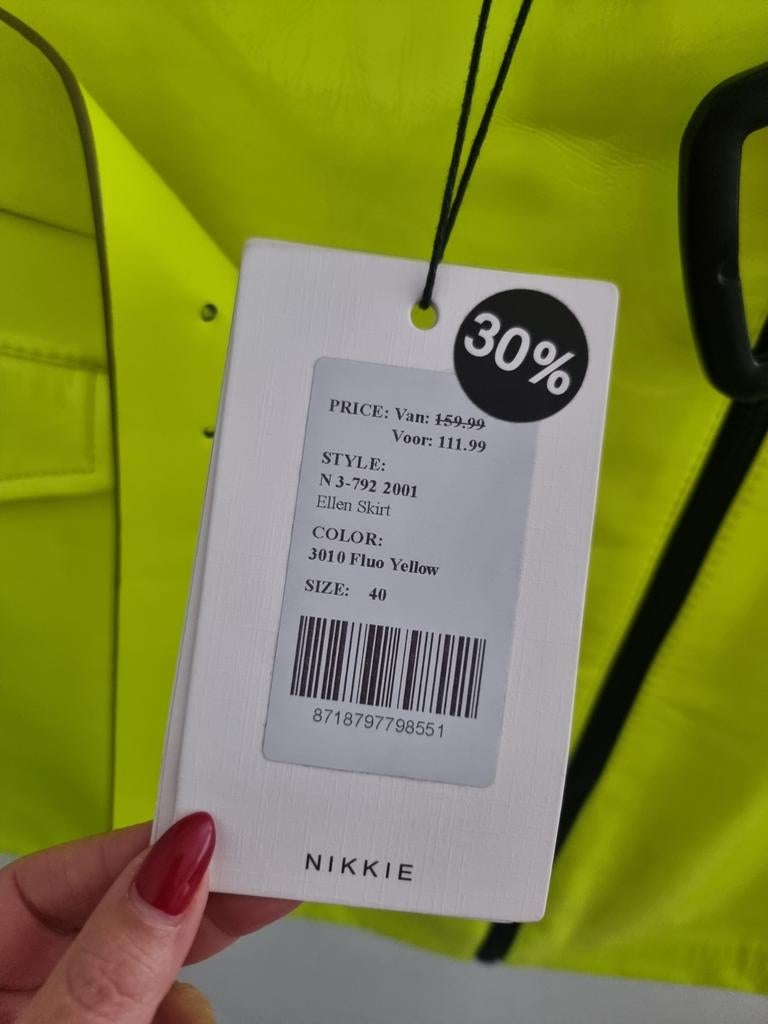 30%
PRICE: Van: 159.99
Voor: 111.99
STYLE:
N 3-792 2001
Ellen Skirt
COLOR:
3010 Fluo Yellow
SIZE: 40
8718797798551
NIKKIE